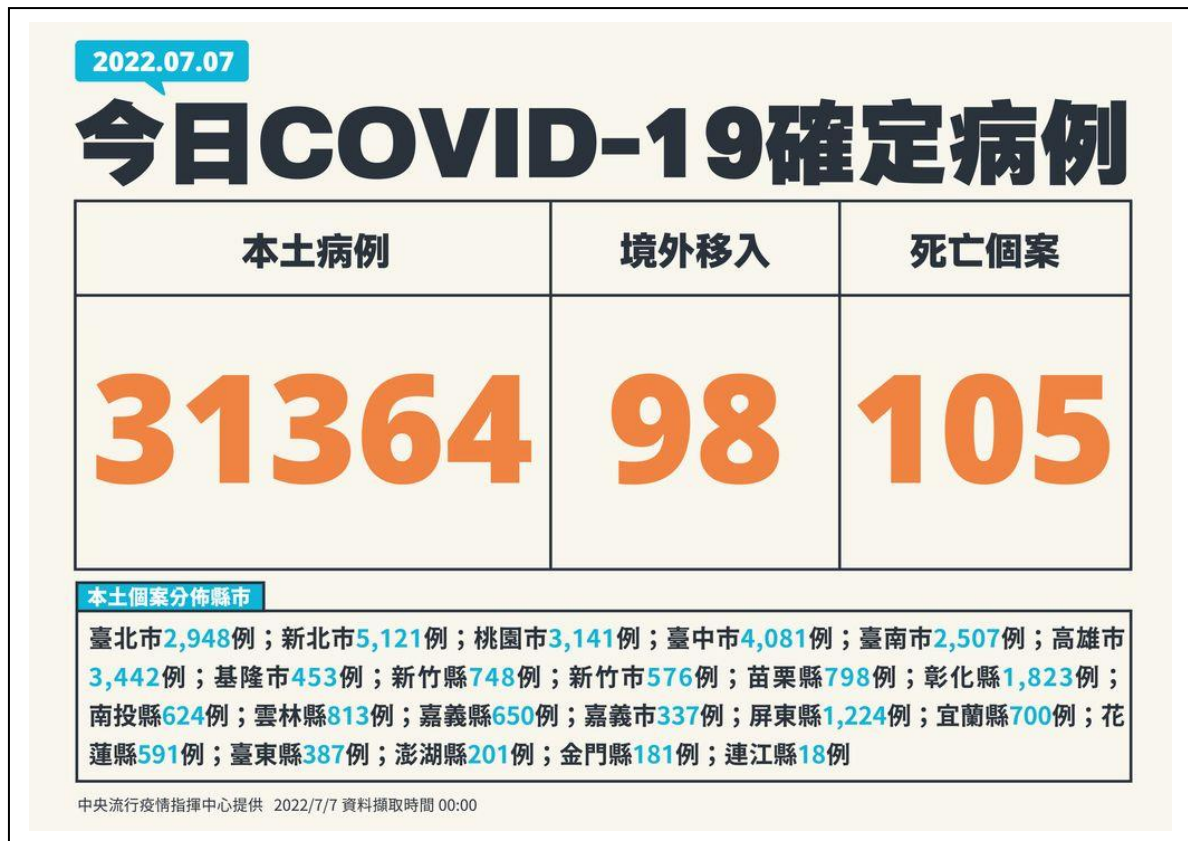 2022.07.07
今日COVID-19確定病例
本土病例
境外移入
死亡個案
31364
98
105
本土個案分佈縣市
臺北市2,948例；新北市5,121例；桃園市3,141例；臺中市4,081例；臺南市2,507例；高雄市
3,442例；基隆市453例；新竹縣748例；新竹市576例；苗栗縣798例；彰化縣1,823例；
南投縣624例；雲林縣813例；嘉義縣650例；嘉義市337例；屏東縣1,224例；宜蘭縣700例；花
蓮縣591例；臺東縣387例；澎湖縣201例；金門縣181例；連江縣18例
中央流行疫情指揮中心提供 2022/7/7 資料擷取時間 00:00